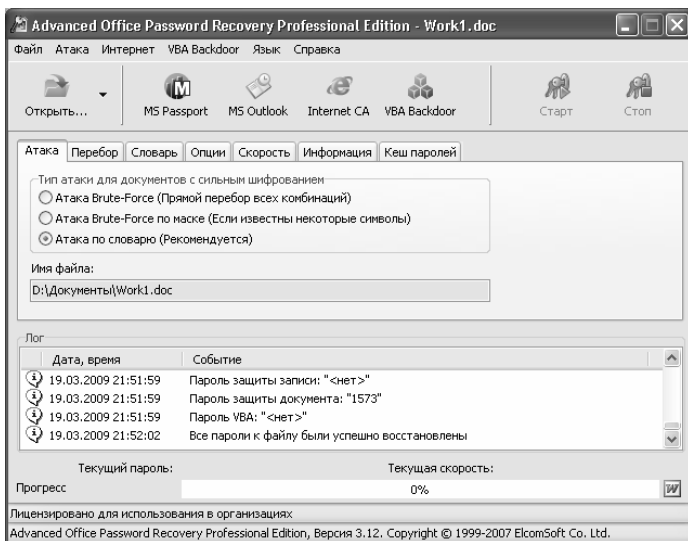 Advanced Office Password Recovery Professional Edition - Work1.doc
Файл Атака Интернет VBA Backdoor Язык Справка
Открыть... MS Passport MS Outlook Internet CA VBA Backdoor Старт Стоп
Атака Перебор Словарь Опции Скорость Информация Кеш паролей
Тип атаки для документов с сильным шифрованием
Атака Brute-Force (Прямой перебор всех комбинаций)
Атака Brute-Force по маске (Если известны некоторые символы)
Атака по словарю (Рекомендуется)
Имя файла:
D:\Документы\Work1.doc
Лог
Дата, время Событие
19.03.2009 21:51:59 Пароль защиты записи: "<нет>"
19.03.2009 21:51:59 Пароль защиты документа: "1573"
19.03.2009 21:51:59 Пароль VBA: "<нет>"
19.03.2009 21:52:02 Все пароли к файлу были успешно восстановлены
Текущий пароль: Текущая скорость:
Прогресс 0%
Лицензировано для использования в организациях
Advanced Office Password Recovery Professional Edition, Версия 3.12. Copyright © 1999-2007 ElcomSoft Co. Ltd.